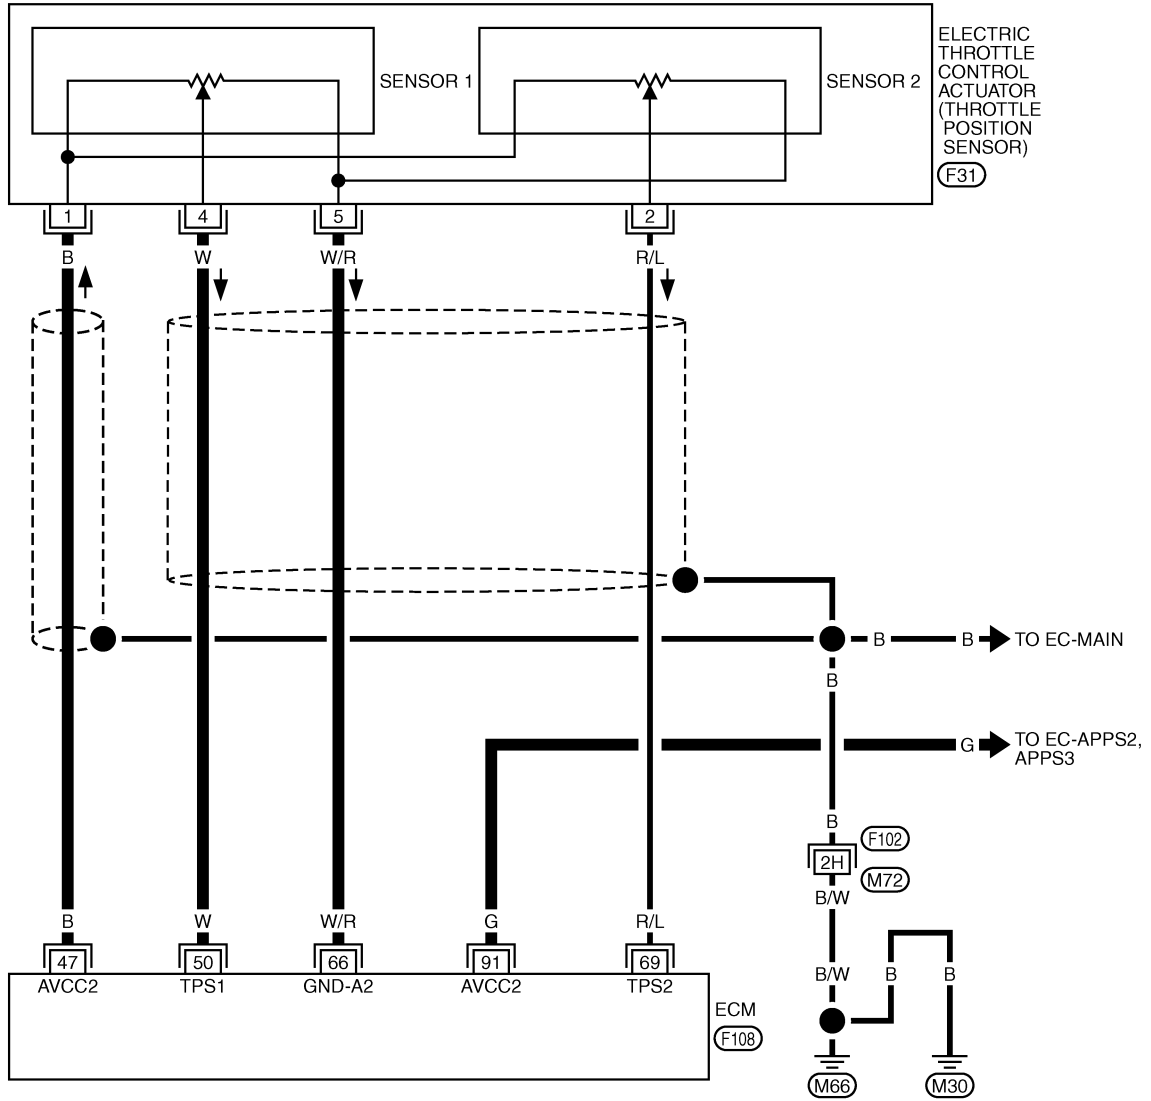 SENSOR 1
SENSOR 2
ELECTRIC
THROTTLE
CONTROL
ACTUATOR
(THROTTLE
POSITION
SENSOR)
F31
1
4
5
2
B
W
W/R
R/L
B
B
TO EC-MAIN
B
G
TO EC-APPS2,
APPS3
B
F102
2H
M72
B/W
B
W
W/R
G
R/L
47
50
66
91
69
AVCC2
TPS1
GND-A2
AVCC2
TPS2
ECM
F108
B/W
B
B
M66
M30